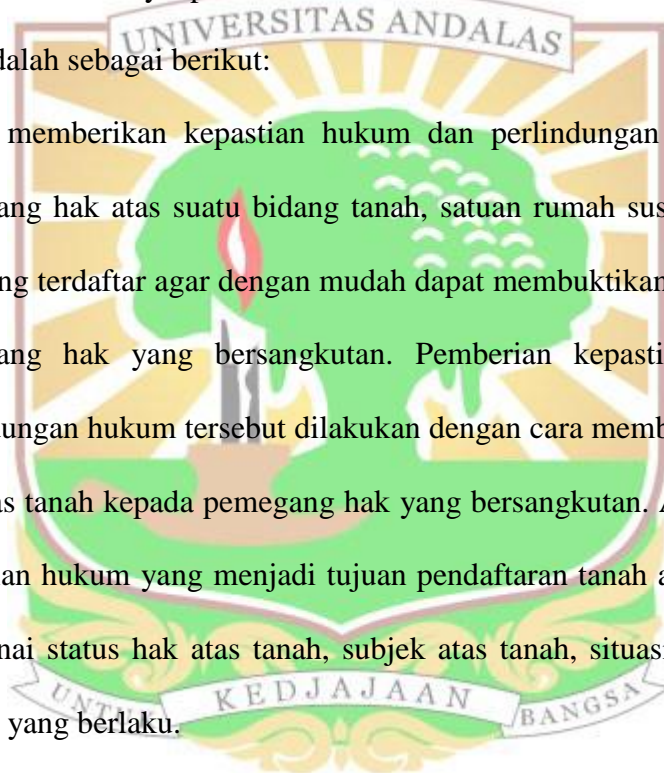 UNIVERSITAS ANDALAS
dalah sebagai berikut:
memberikan kepastian hukum dan perlindungan
ang hak atas suatu bidang tanah, satuan rumah sus
ng terdaftar agar dengan mudah dapat membuktikan
ang hak yang bersangkutan. Pemberian kepasti
ungan hukum tersebut dilakukan dengan cara memb
as tanah kepada pemegang hak yang bersangkutan. A
an hukum yang menjadi tujuan pendaftaran tanah a
nai status hak atas tanah, subjek atas tanah, situas
yang berlaku.
UNTUK KEDJAJAAN BANGSA